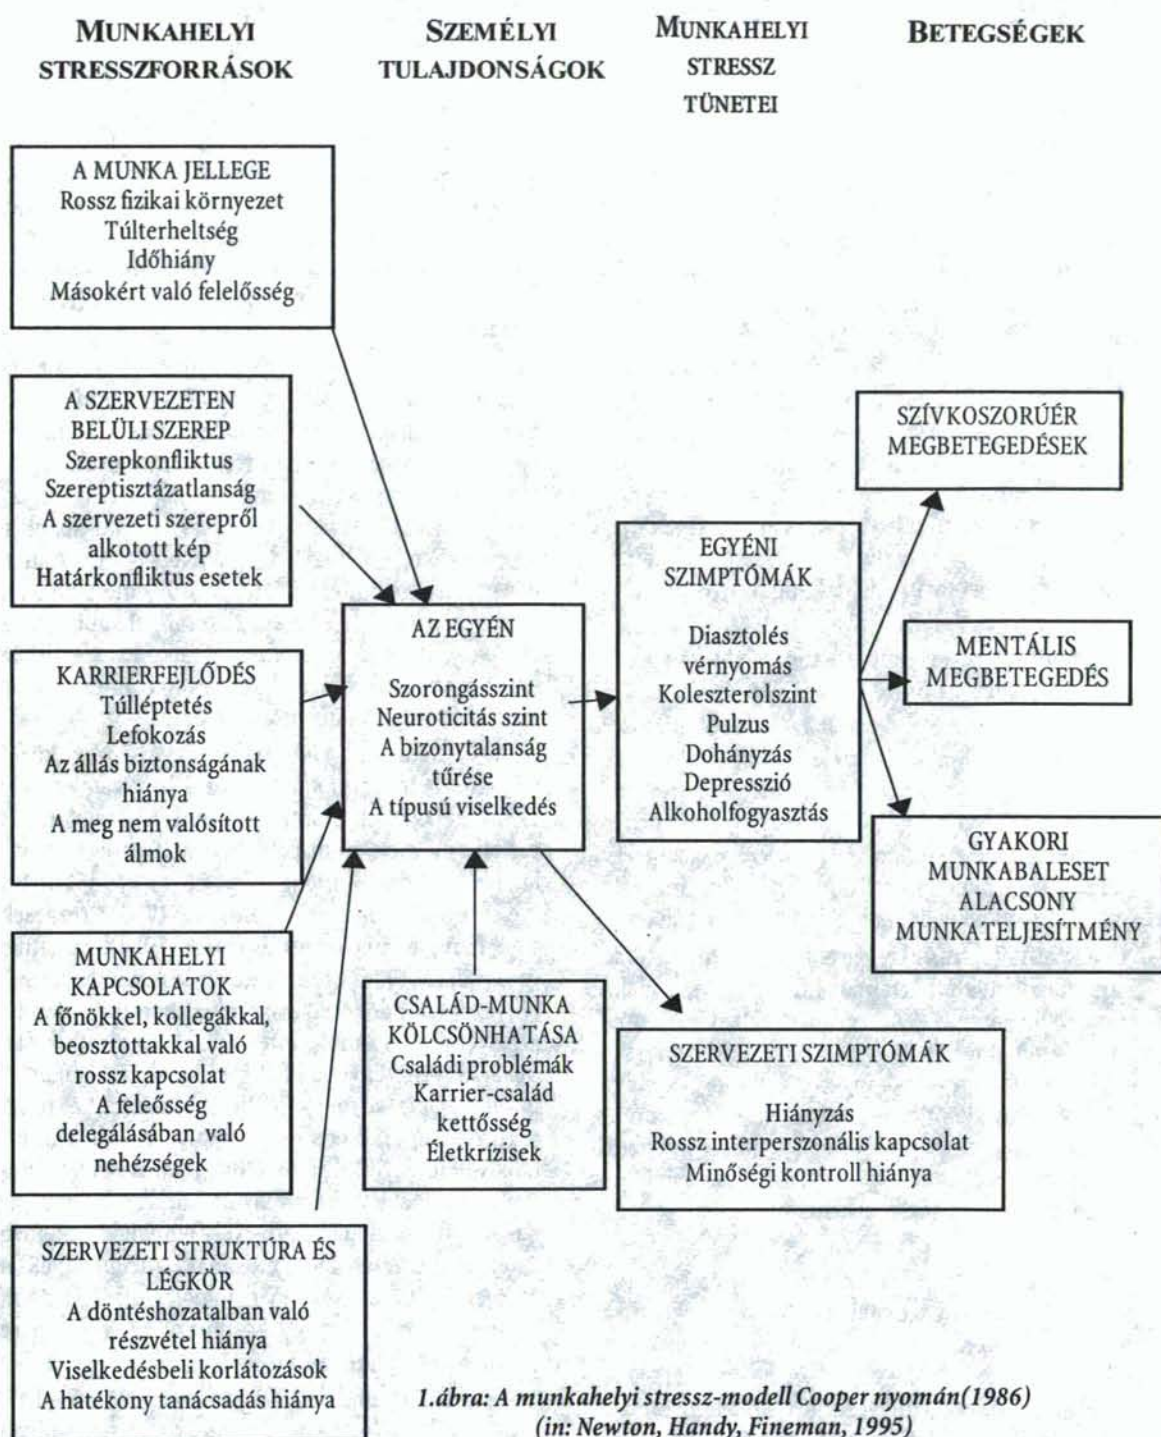 MUNKAHELYI
STRESSZFORRÁSOK
SZEMÉLYI
TULAJDONSÁGOK
MUNKAHELYI
STRESSZ
TÜNETEI
BETEGSÉGEK
A MUNKA JELLEGE
Rossz fizikai környezet
Túlterheltség
Időhiány
Másokért való felelősség
A SZERVEZETEN
BELÜLI SZEREP
Szerepkonfliktus
Szereptisztázatlanság
A szervezeti szerepről
alkotott kép
Határkonfliktus esetek
KARRIERFEJLŐDÉS
Túlléptetés
Lefokozás
Az állás biztonságának
hiánya
A meg nem valósított
álmok
MUNKAHELYI
KAPCSOLATOK
A főnökkel, kollegákkal,
beosztottakkal való
rossz kapcsolat
A feleősség
delegálásában való
nehézségek
SZERVEZETI STRUKTÚRA ÉS
LÉGKÖR
A döntéshozatalban való
részvétel hiánya
Viselkedésbeli korlátozások
A hatékony tanácsadás hiánya
AZ EGYÉN
Szorongásszint
Neuroticitás szint
A bizonytalanság
tűrése
A típusú viselkedés
CSALÁD-MUNKA
KÖLCSÖNHATÁSA
Családi problémák
Karrier-család
kettősség
Életkrízisek
EGYÉNI
SZIMPTÓMÁK
Diasztolés
vérnyomás
Koleszterolszint
Pulzus
Dohányzás
Depresszió
Alkoholfogyasztás
SZERVEZETI SZIMPTÓMÁK
Hiányzás
Rossz interperszonális kapcsolat
Minőségi kontroll hiánya
SZÍVKOSZORÚÉR
MEGBETEGEDÉSEK
MENTÁLIS
MEGBETEGEDÉS
GYAKORI
MUNKABALESET
ALACSONY
MUNKATELJESÍTMÉNY
1.ábra: A munkahelyi stressz-modell Cooper nyomán(1986)
(in: Newton, Handy, Fineman, 1995)